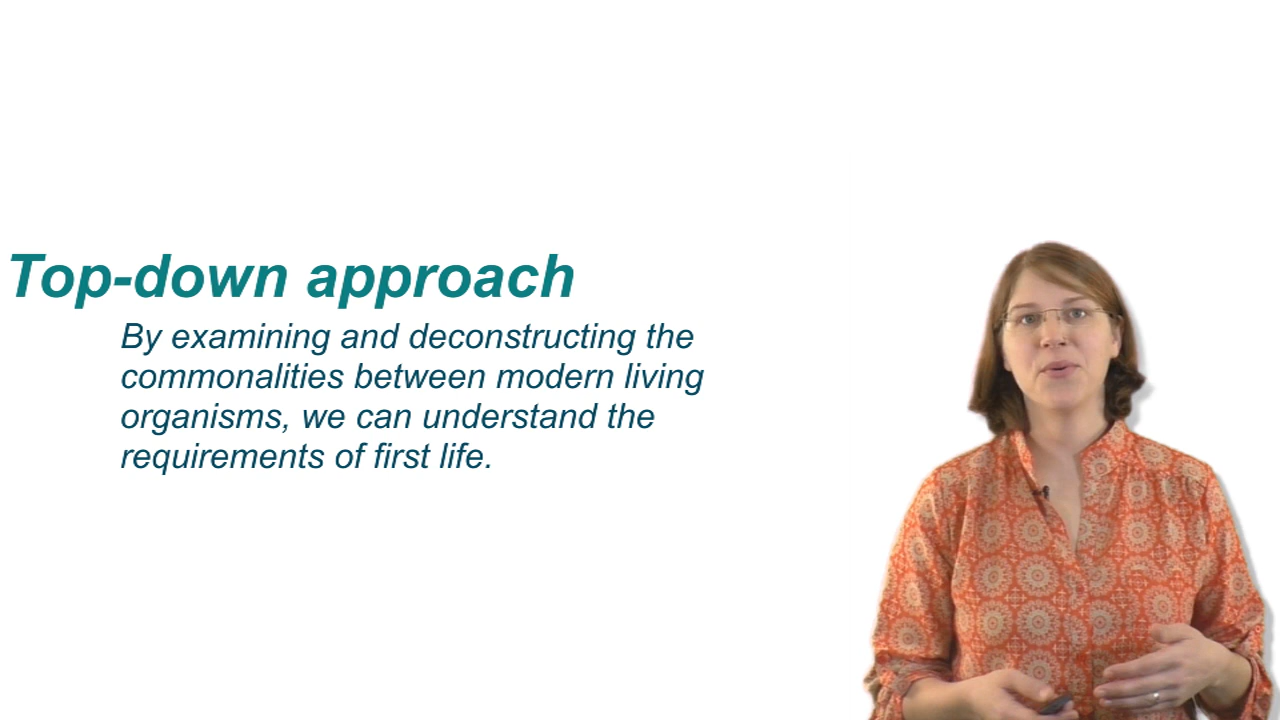 Top-down approach
By examining and deconstructing the
commonalities between modern living
organisms, we can understand the
requirements of first life.